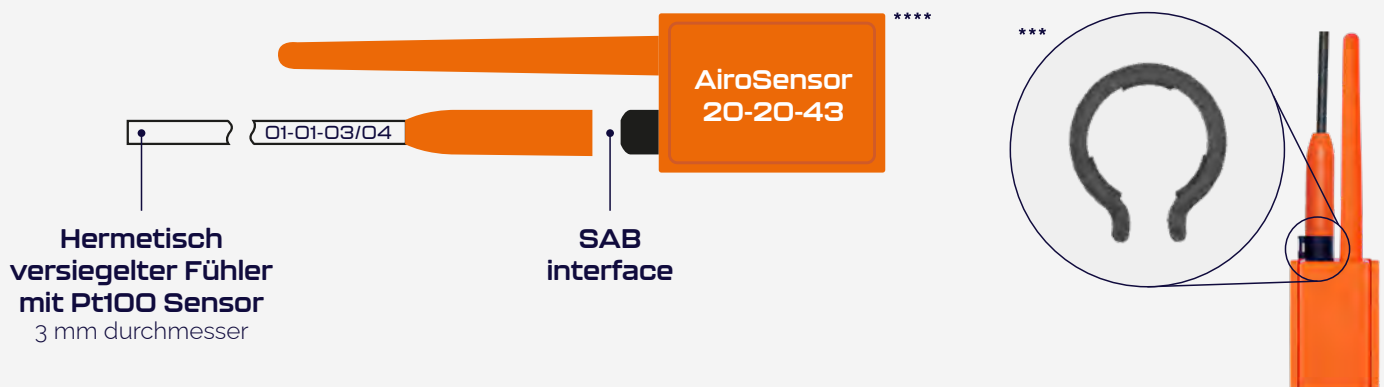 ****
***
AiroSensor
20-20-43
01-01-03/04
Hermetisch
versiegelter Fühler
mit Pt100 Sensor
3 mm durchmesser
SAB
interface